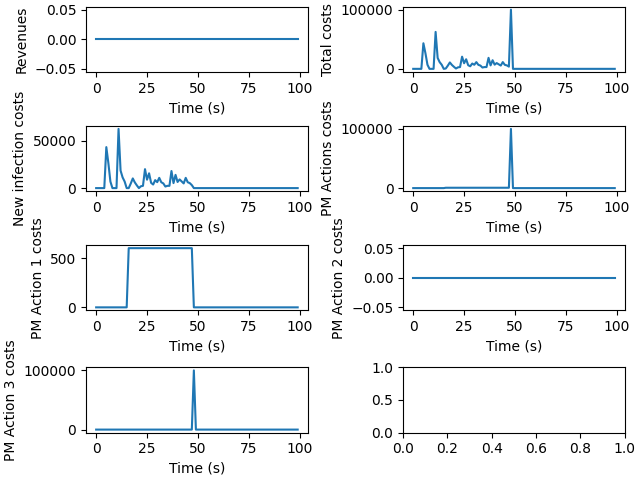 Revenues
0.05
0.00
−0.05
0 25 50 75 100
Time (s)
Total costs
100000
0
0 25 50 75 100
Time (s)
New infection costs
50000
0
0 25 50 75 100
Time (s)
PM Actions costs
100000
0
0 25 50 75 100
Time (s)
PM Action 1 costs
500
0
0 25 50 75 100
Time (s)
PM Action 2 costs
0.05
0.00
−0.05
0 25 50 75 100
Time (s)
PM Action 3 costs
100000
0
0 25 50 75 100
Time (s)
1.0
0.5
0.0
0.0 0.2 0.4 0.6 0.8 1.0